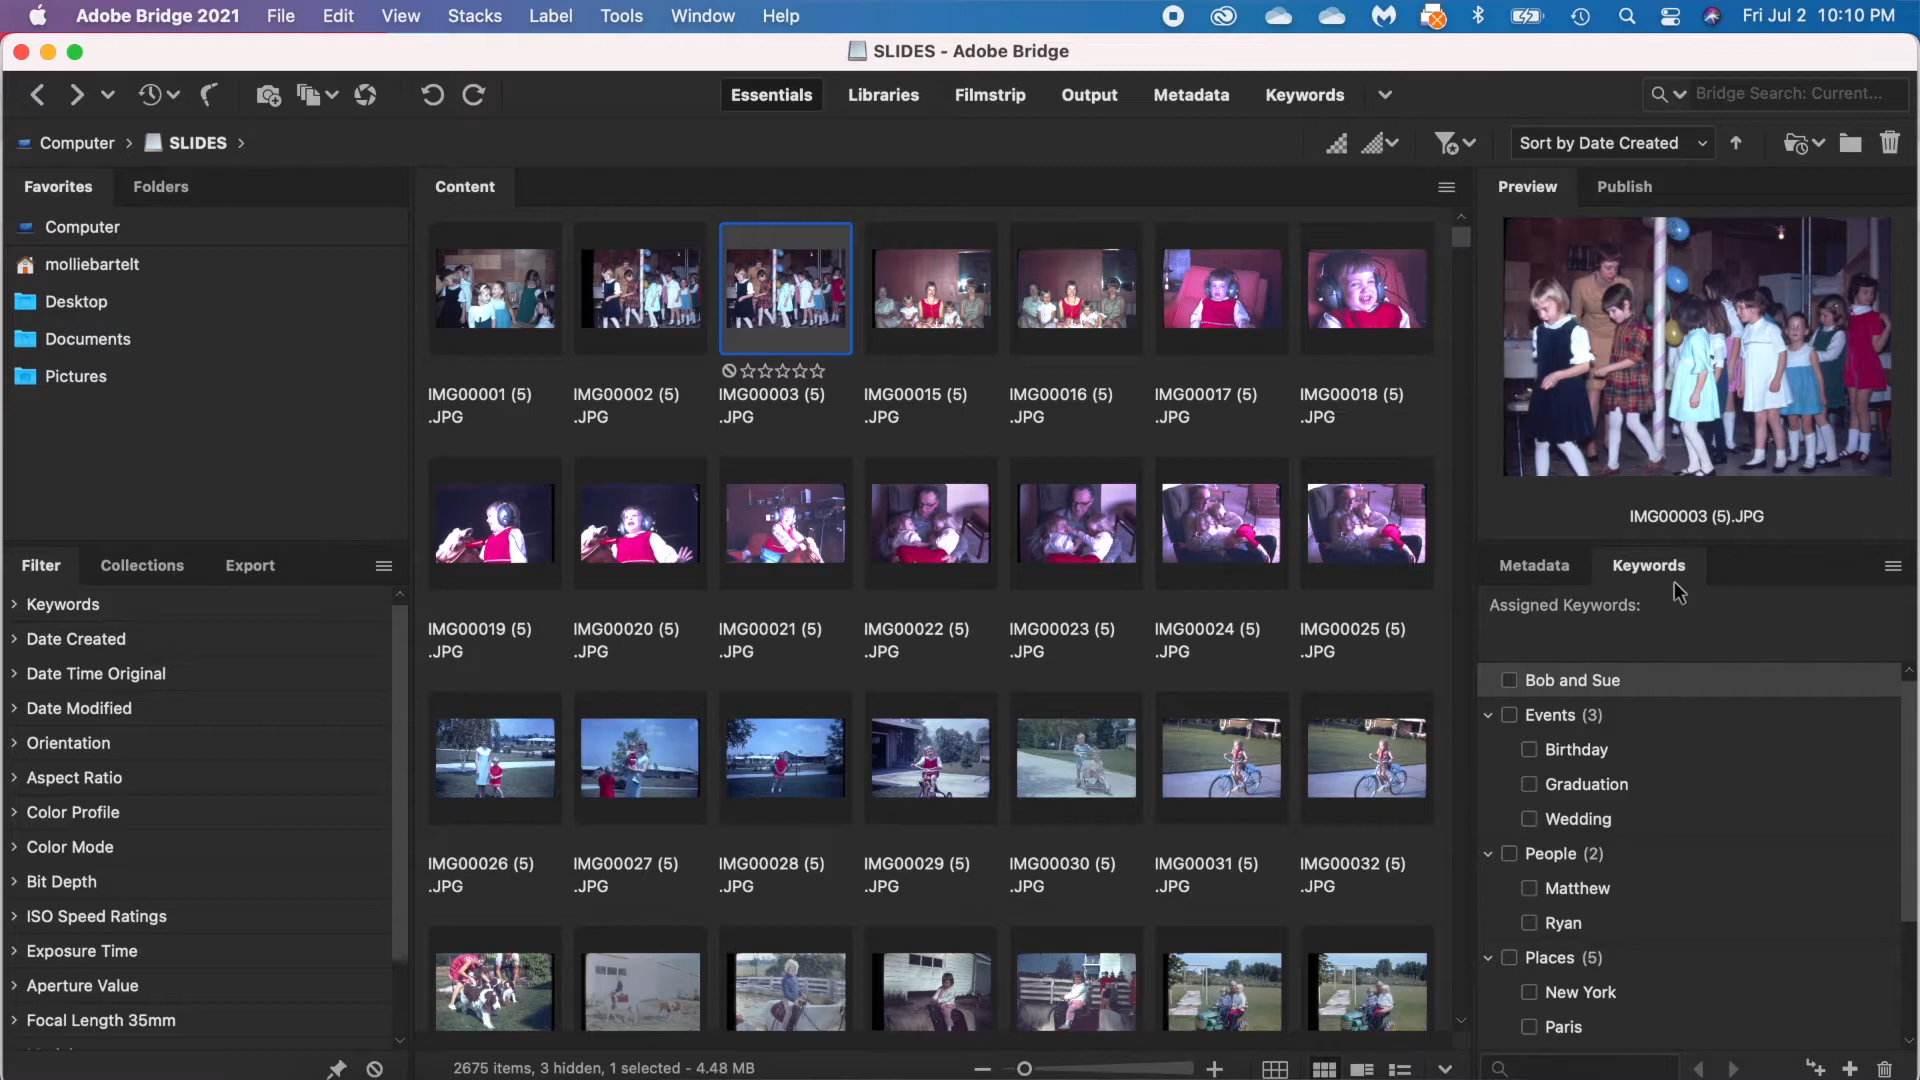 Adobe Bridge 2021 File Edit View Stacks Label Tools Window Help Fri Jul 2 10:10 PM
SLIDES - Adobe Bridge
Essentials Libraries Filmstrip Output Metadata Keywords Bridge Search: Current...
Computer > SLIDES > Sort by Date Created
Favorites Folders
Computer
molliebartelt
Desktop
Documents
Pictures
Filter Collections Export
Keywords
Date Created
Date Time Original
Date Modified
Orientation
Aspect Ratio
Color Profile
Color Mode
Bit Depth
ISO Speed Ratings
Exposure Time
Aperture Value
Focal Length 35mm
Content
IMG00001 (5) IMG00002 (5) IMG00003 (5) IMG00015 (5) IMG00016 (5) IMG00017 (5) IMG00018 (5)
.JPG .JPG .JPG .JPG .JPG .JPG .JPG
IMG00019 (5) IMG00020 (5) IMG00021 (5) IMG00022 (5) IMG00023 (5) IMG00024 (5) IMG00025 (5)
.JPG .JPG .JPG .JPG .JPG .JPG .JPG
IMG00026 (5) IMG00027 (5) IMG00028 (5) IMG00029 (5) IMG00030 (5) IMG00031 (5) IMG00032 (5)
.JPG .JPG .JPG .JPG .JPG .JPG .JPG
2675 items, 3 hidden, 1 selected - 4.48 MB
Preview Publish
IMG00003 (5).JPG
Metadata Keywords
Assigned Keywords:
Bob and Sue
Events (3)
Birthday
Graduation
Wedding
People (2)
Matthew
Ryan
Places (5)
New York
Paris